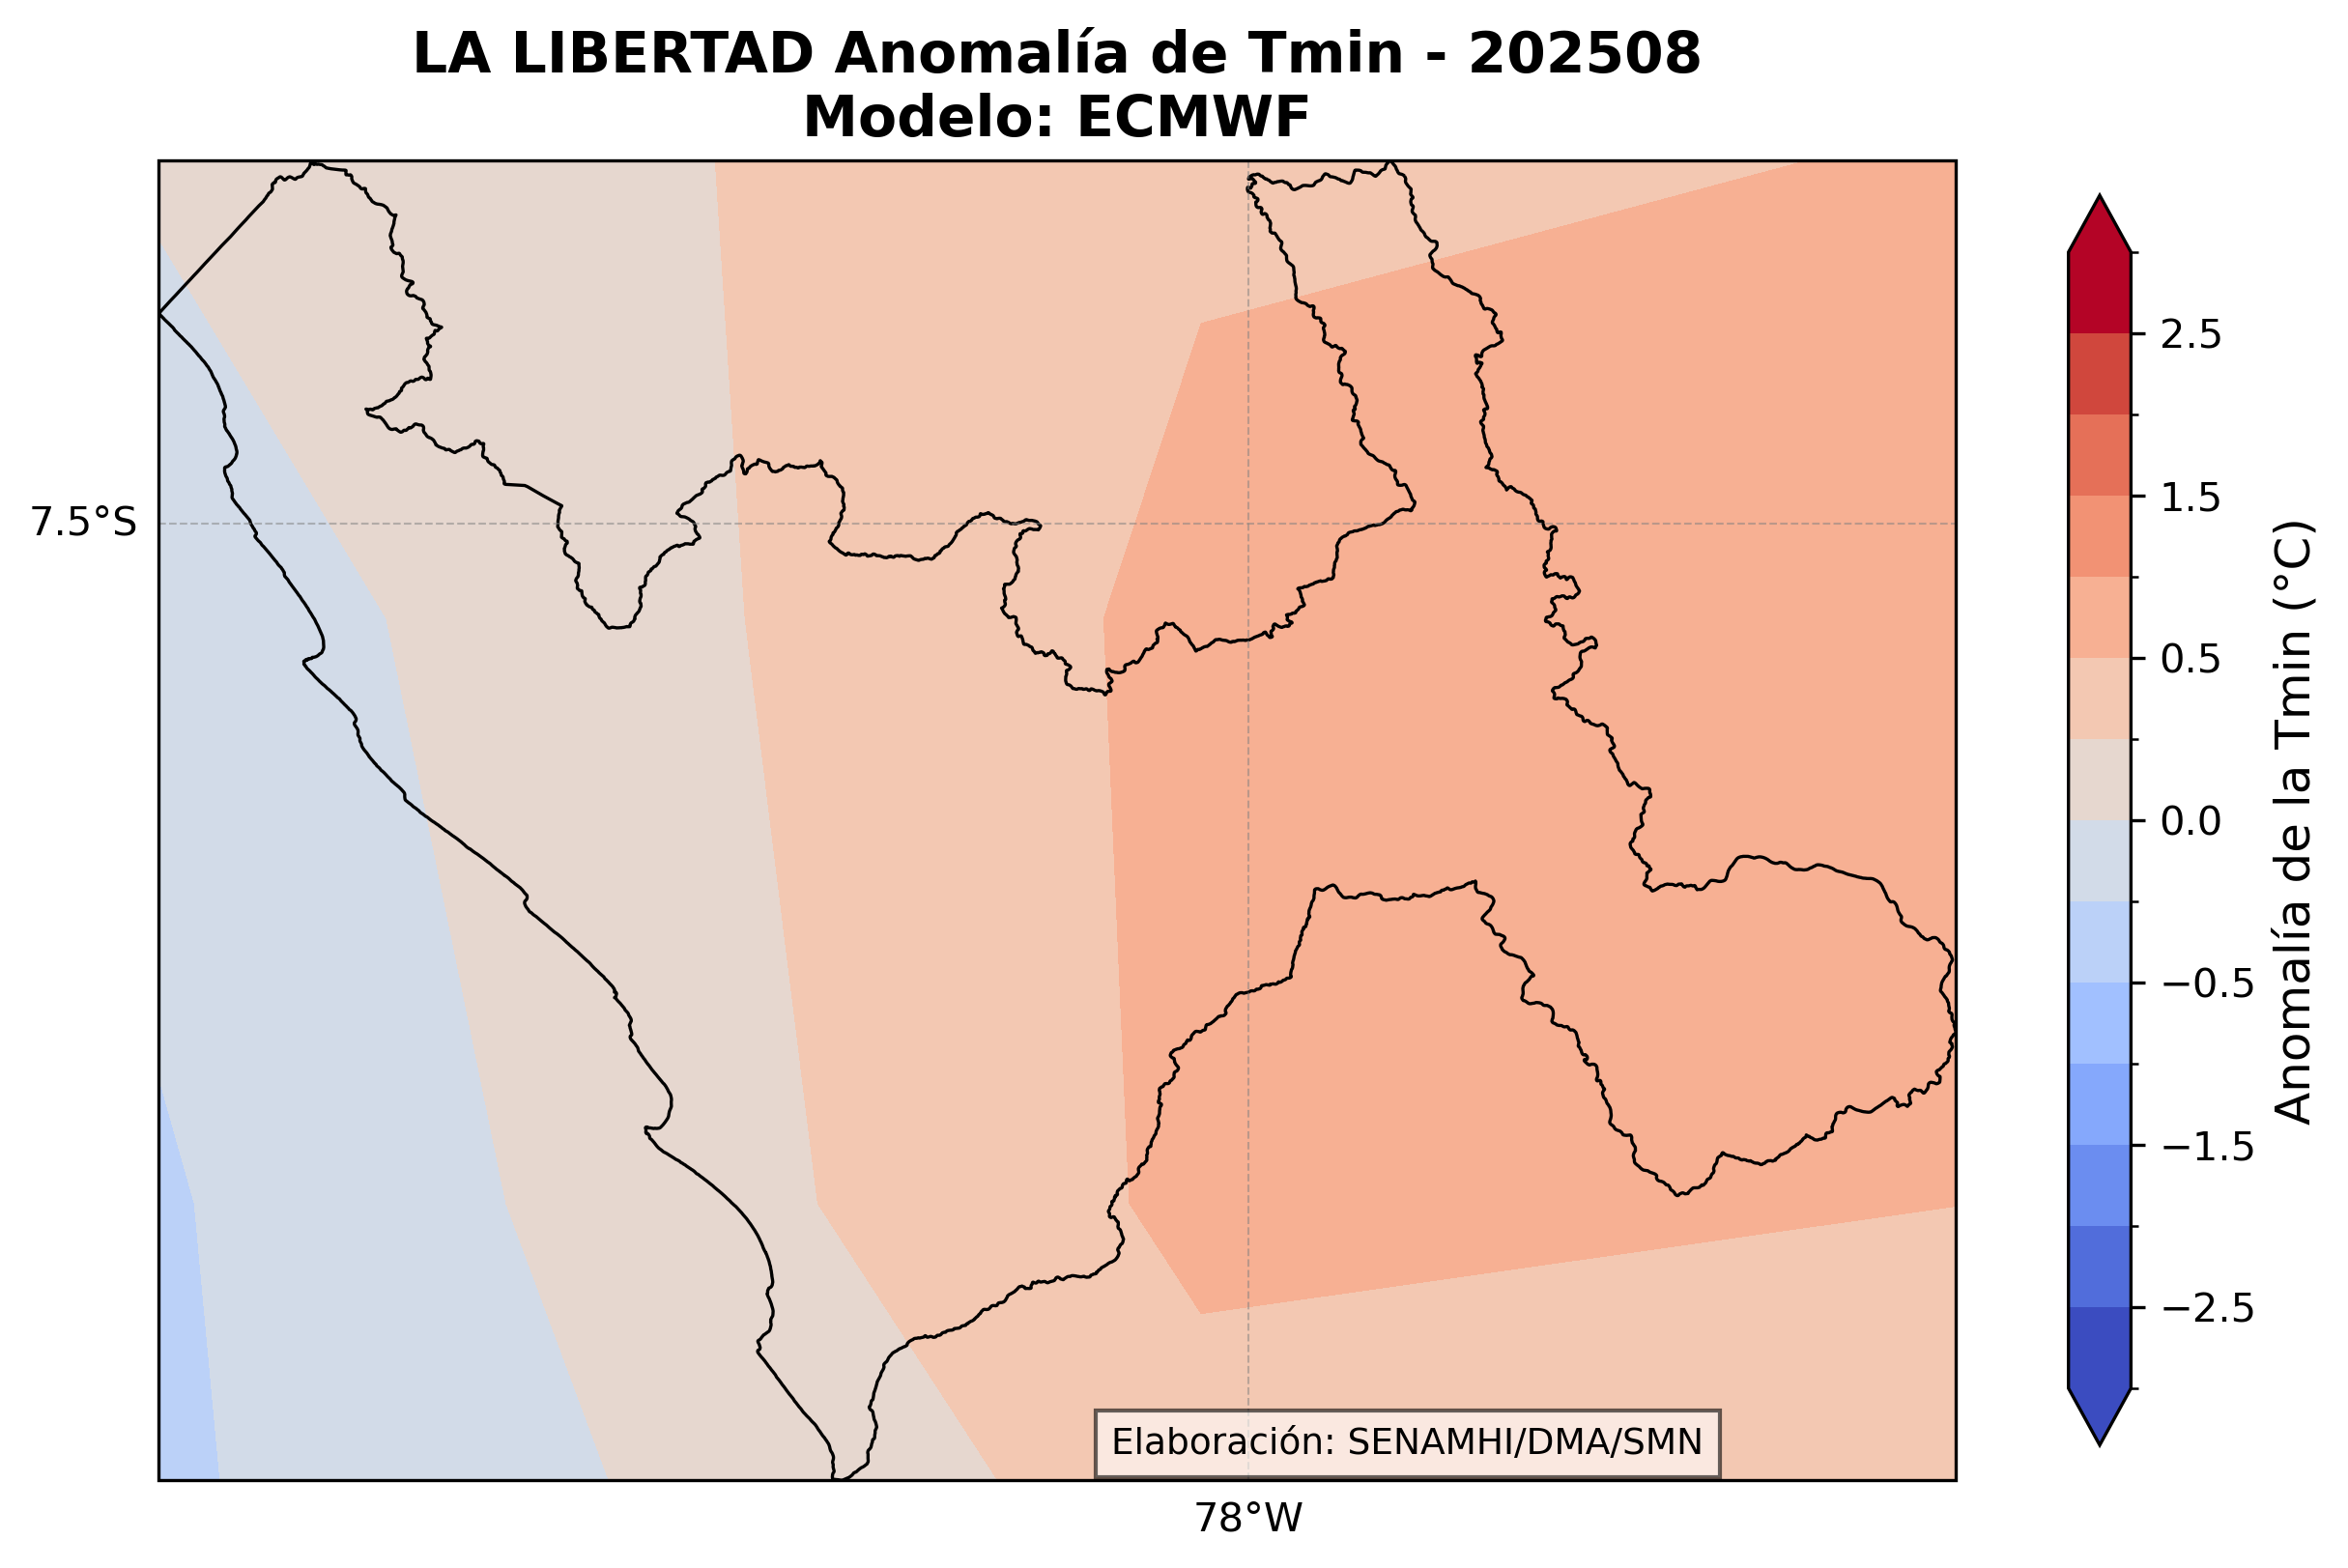 LA LIBERTAD Anomalía de Tmin - 202508
Modelo: ECMWF
7.5°S
78°W
Elaboración: SENAMHI/DMA/SMN
2.5
1.5
0.5
0.0
−0.5
−1.5
−2.5
Anomalía de la Tmin (°C)